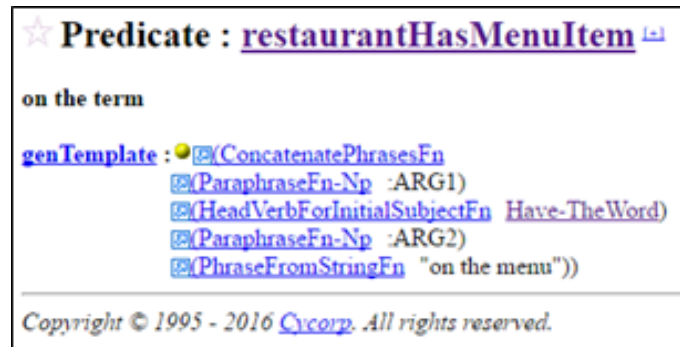 Predicate : restaurantHasMenuItem [+]
on the term
genTemplate : (ConcatenatePhrasesFn
(ParaphraseFn-Np :ARG1)
(HeadVerbForInitialSubjectFn Have-TheWord)
(ParaphraseFn-Np :ARG2)
(PhraseFromStringFn "on the menu"))
Copyright © 1995 - 2016 Cycorp. All rights reserved.